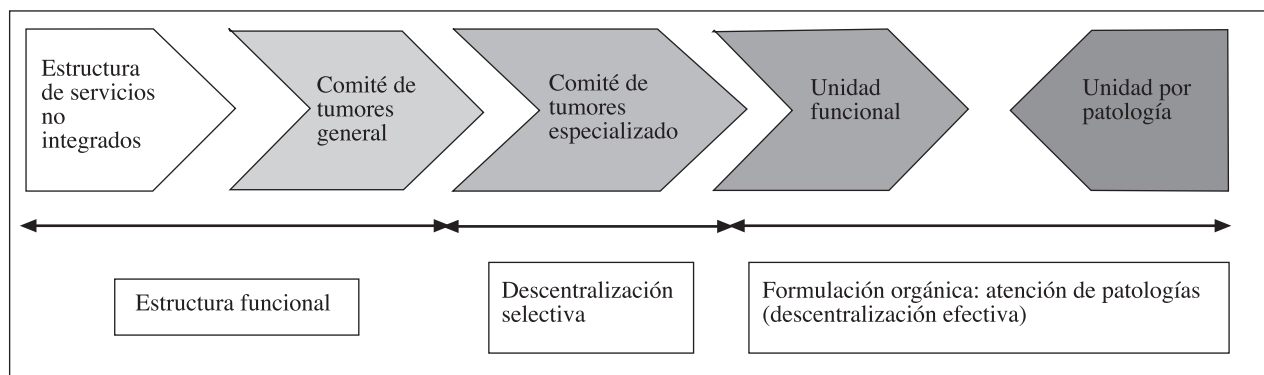 Estructura
de servicios
no
integrados
Comité de
tumores
general
Comité de
tumores
especializado
Unidad
funcional
Unidad por
patología
Estructura funcional
Descentralización
selectiva
Formulación orgánica: atención de patologías
(descentralización efectiva)